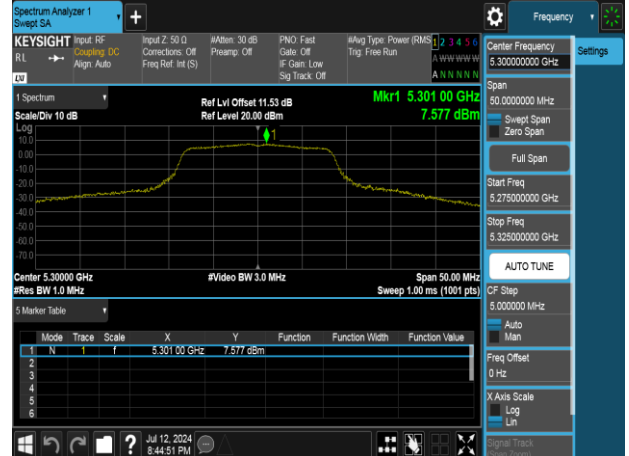 Spectrum Analyzer 1
Swept SA
Frequency
KEYSIGHT
Input: RF
Input Z: 50 Ω
#Atten: 30 dB
PNO: Fast
#Avg Type: Power (RMS
1 2 3 4 5 6
R L
Coupling: DC
Corrections: Off
Preamp: Off
Gate: Off
Trig: Free Run
A W W W W W
Align: Auto
Freq Ref: Int (S)
IF Gain: Low
Sig Track: Off
A N N N N N
LXI
1 Spectrum
Scale/Div 10 dB
Ref Lvl Offset 11.53 dB
Ref Level 20.00 dBm
Mkr1 5.301 00 GHz
7.577 dBm
Log
10.0
0.00
-10.0
-20.0
-30.0
-40.0
-50.0
-60.0
-70.0
1
Center 5.30000 GHz
#Res BW 1.0 MHz
#Video BW 3.0 MHz
Span 50.00 MHz
Sweep 1.00 ms (1001 pts)
5 Marker Table
Mode Trace Scale X Y Function Function Width Function Value
1 N 1 f 5.301 00 GHz 7.577 dBm
2
3
4
5
6
Jul 12, 2024
8:44:51 PM
Center Frequency
5.300000000 GHz
Settings
Span
50.0000000 MHz
Swept Span
Zero Span
Full Span
Start Freq
5.275000000 GHz
Stop Freq
5.325000000 GHz
AUTO TUNE
CF Step
5.000000 MHz
Auto
Man
Freq Offset
0 Hz
X Axis Scale
Log
Lin
Signal Track
(Span Zoom)